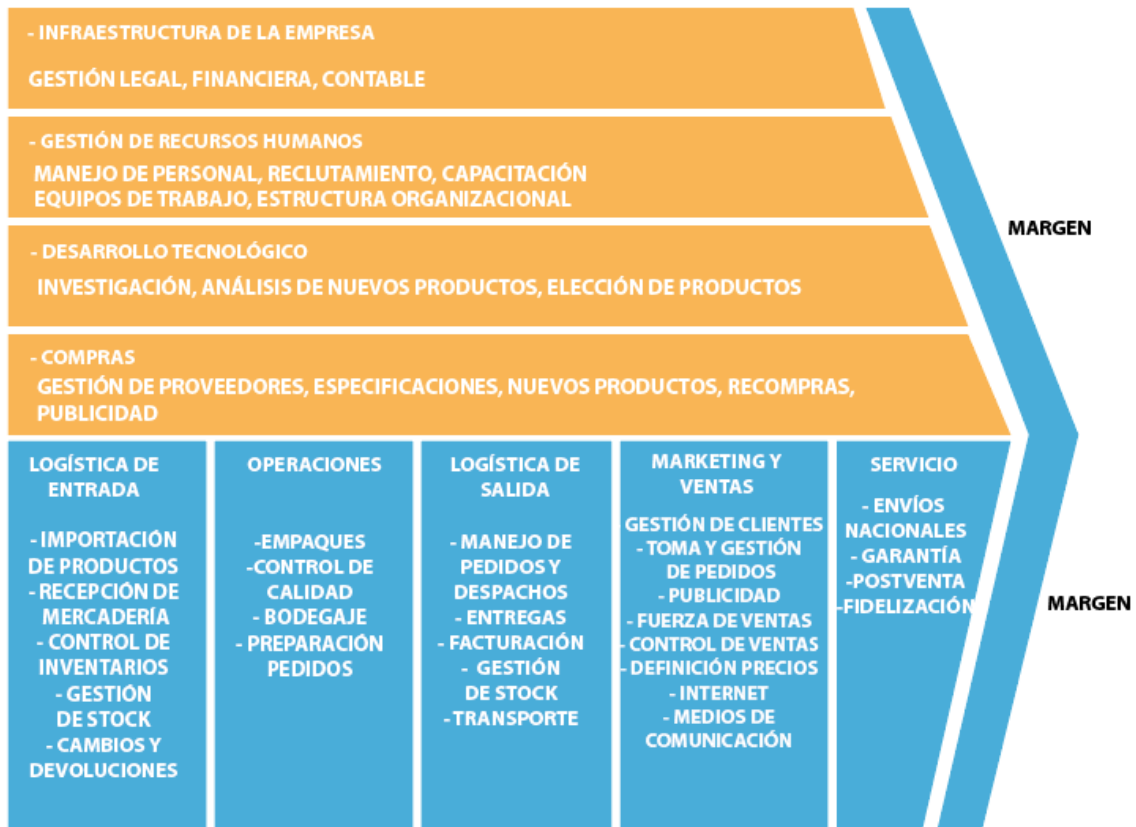 - INFRAESTRUCTURA DE LA EMPRESA
GESTIÓN LEGAL, FINANCIERA, CONTABLE
- GESTIÓN DE RECURSOS HUMANOS
MANEJO DE PERSONAL, RECLUTAMIENTO, CAPACITACIÓN
EQUIPOS DE TRABAJO, ESTRUCTURA ORGANIZACIONAL
- DESARROLLO TECNOLÓGICO
INVESTIGACIÓN, ANÁLISIS DE NUEVOS PRODUCTOS, ELECCIÓN DE PRODUCTOS
- COMPRAS
GESTIÓN DE PROVEEDORES, ESPECIFICACIONES, NUEVOS PRODUCTOS, RECOMPRAS,
PUBLICIDAD
MARGEN
LOGÍSTICA DE
ENTRADA
- IMPORTACIÓN
DE PRODUCTOS
- RECEPCIÓN DE
MERCADERÍA
- CONTROL DE
INVENTARIOS
- GESTIÓN
DE STOCK
- CAMBIOS Y
DEVOLUCIONES
OPERACIONES
-EMPAQUES
-CONTROL DE
CALIDAD
- BODEGAJE
- PREPARACIÓN
PEDIDOS
LOGÍSTICA DE
SALIDA
- MANEJO DE
PEDIDOS Y
DESPACHOS
- ENTREGAS
- FACTURACIÓN
- GESTIÓN
DE STOCK
- TRANSPORTE
MARKETING Y
VENTAS
GESTIÓN DE CLIENTES
- TOMA Y GESTIÓN
DE PEDIDOS
- PUBLICIDAD
- FUERZA DE VENTAS
- CONTROL DE VENTAS
- DEFINICIÓN PRECIOS
- INTERNET
- MEDIOS DE
COMUNICACIÓN
SERVICIO
- ENVÍOS
NACIONALES
- GARANTÍA
-POSTVENTA
-FIDELIZACIÓN
MARGEN